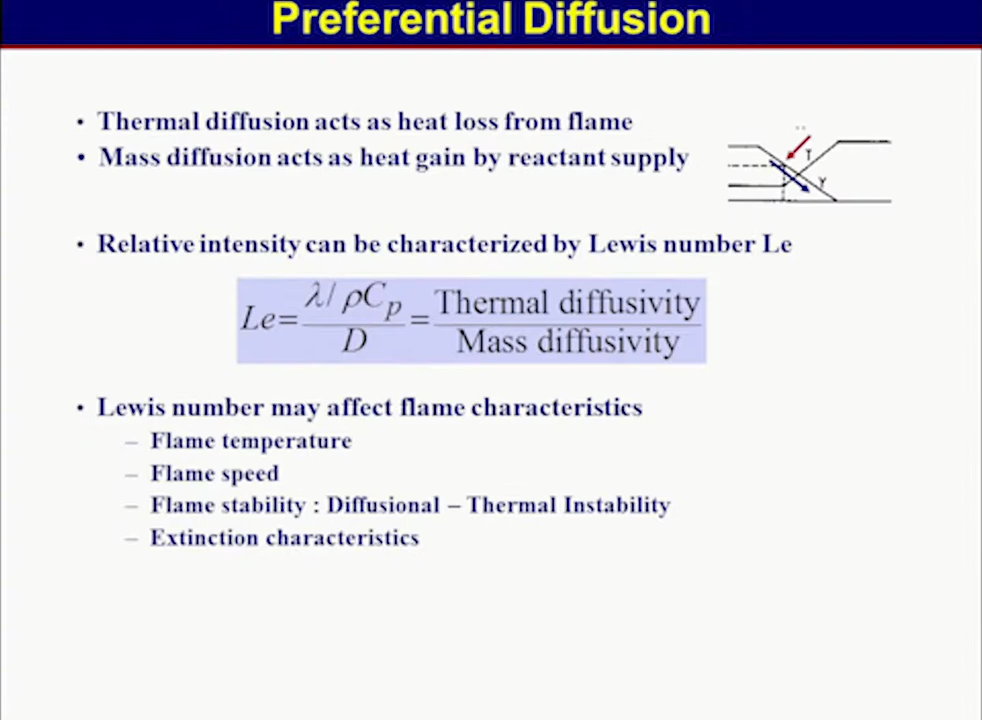 Preferential Diffusion
• Thermal diffusion acts as heat loss from flame
• Mass diffusion acts as heat gain by reactant supply
T
Y
• Relative intensity can be characterized by Lewis number Le
Le = (λ / ρCp) / D = Thermal diffusivity / Mass diffusivity
• Lewis number may affect flame characteristics
– Flame temperature
– Flame speed
– Flame stability : Diffusional – Thermal Instability
– Extinction characteristics